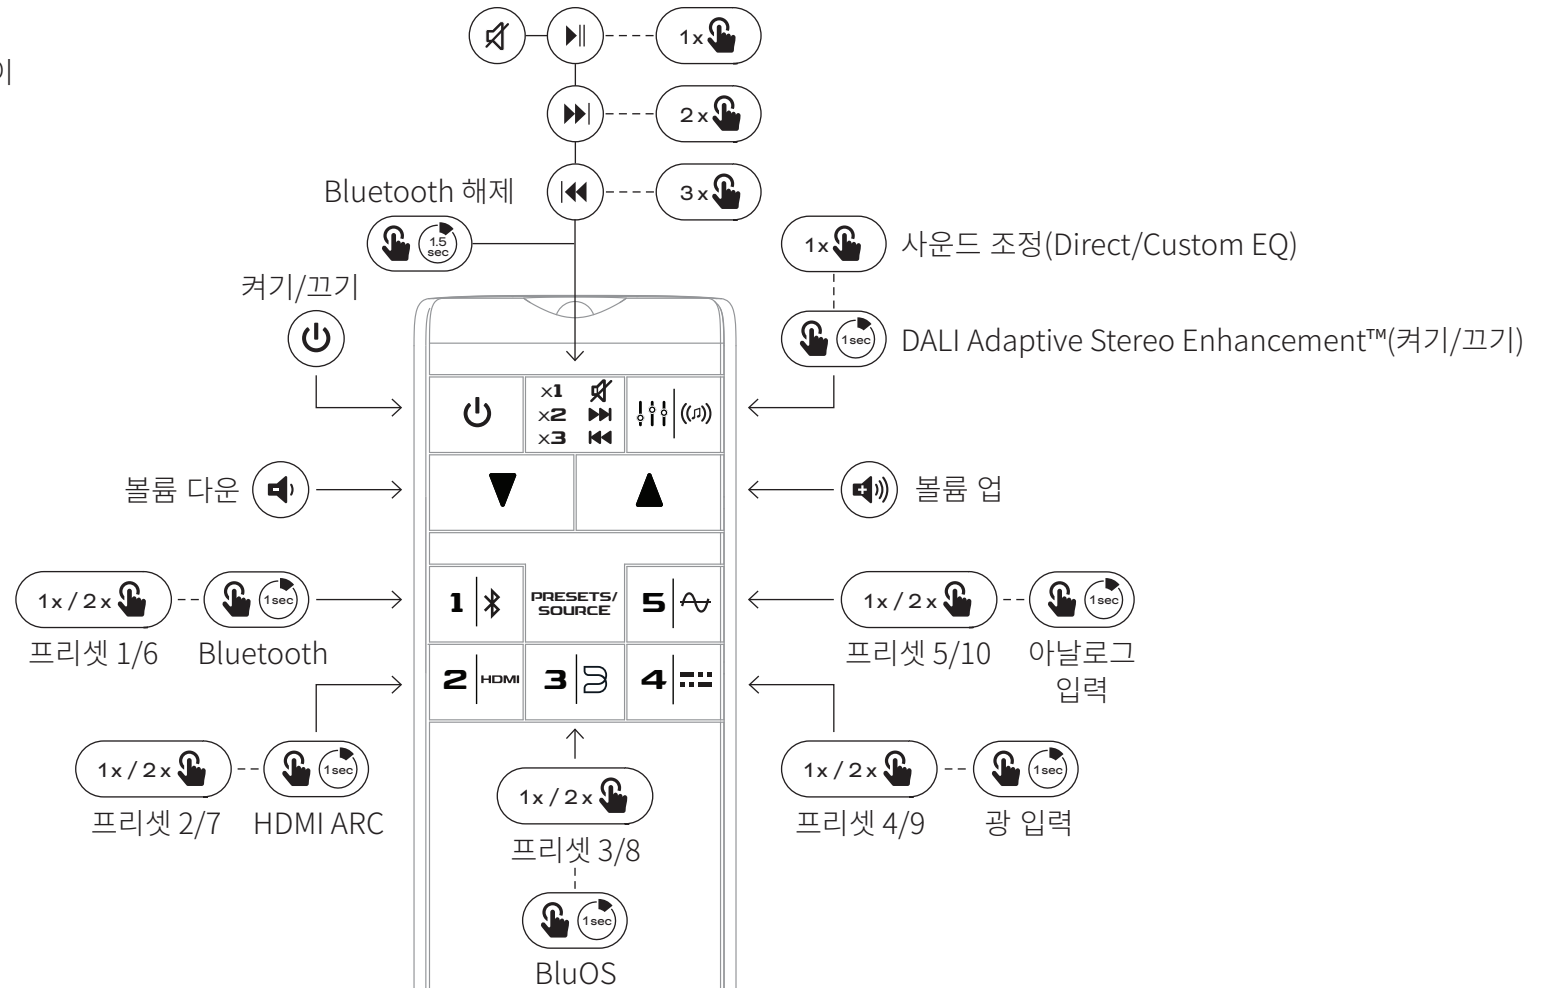 이
1x
2x
3x
Bluetooth 해제
1.5
sec
1x
사운드 조정(Direct/Custom EQ)
켜기/끄기
1sec
DALI Adaptive Stereo Enhancement™(켜기/끄기)
x1
x2
x3
볼륨 다운
볼륨 업
1x / 2x
1sec
1
PRESETS/
SOURCE
5
1x / 2x
1sec
프리셋 1/6
Bluetooth
프리셋 5/10
아날로그
입력
2
HDMI
3
4
1x / 2x
1sec
1x / 2x
1x / 2x
1sec
프리셋 2/7
HDMI ARC
프리셋 3/8
프리셋 4/9
광 입력
1sec
BluOS